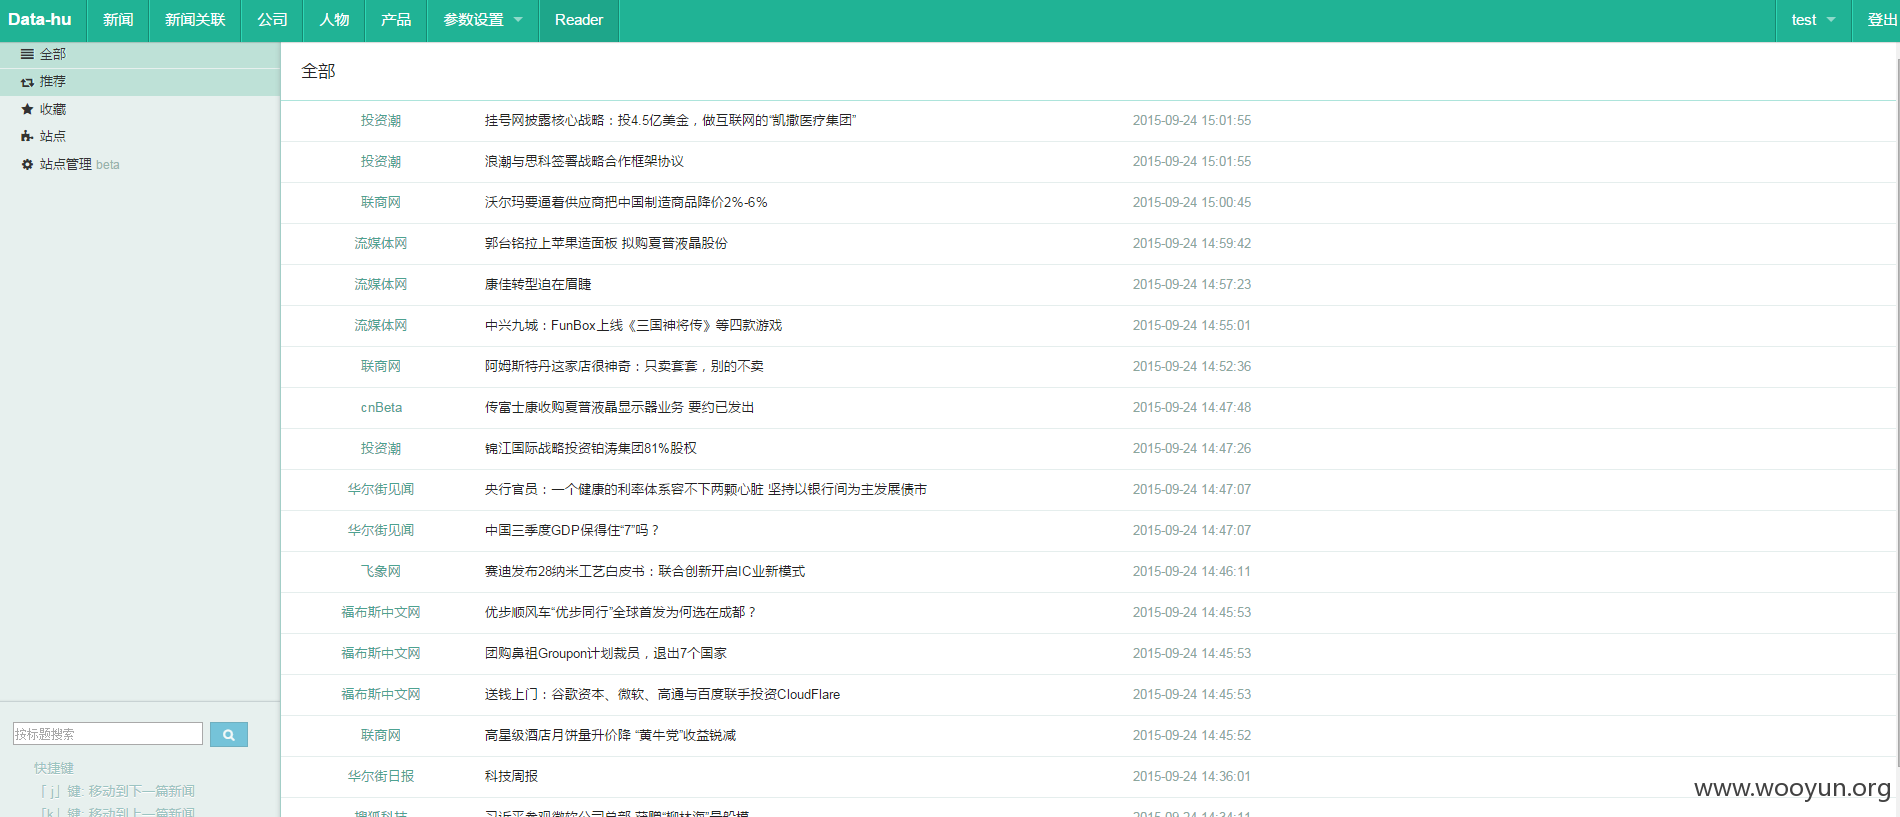 Data-hu 新闻 新闻关联 公司 人物 产品 参数设置 Reader test 登出
全部
推荐
收藏
站点
站点管理 beta
全部
投资潮 挂号网披露核心战略：投4.5亿美金，做互联网的“凯撒医疗集团” 2015-09-24 15:01:55
投资潮 浪潮与思科签署战略合作框架协议 2015-09-24 15:01:55
联商网 沃尔玛要逼着供应商把中国制造商品降价2%-6% 2015-09-24 15:00:45
流媒体网 郭台铭拉上苹果造面板 拟购夏普液晶股份 2015-09-24 14:59:42
流媒体网 康佳转型迫在眉睫 2015-09-24 14:57:23
流媒体网 中兴九城：FunBox上线《三国神将传》等四款游戏 2015-09-24 14:55:01
联商网 阿姆斯特丹这家店很神奇：只卖套套，别的不卖 2015-09-24 14:52:36
cnBeta 传富士康收购夏普液晶显示器业务 要约已发出 2015-09-24 14:47:48
投资潮 锦江国际战略投资铂涛集团81%股权 2015-09-24 14:47:26
华尔街见闻 央行官员：一个健康的利率体系容不下两颗心脏 坚持以银行间为主发展债市 2015-09-24 14:47:07
华尔街见闻 中国三季度GDP保得住“7”吗？ 2015-09-24 14:47:07
飞象网 赛迪发布28纳米工艺白皮书：联合创新开启IC业新模式 2015-09-24 14:46:11
福布斯中文网 优步顺风车“优步同行”全球首发为何选在成都？ 2015-09-24 14:45:53
福布斯中文网 团购鼻祖Groupon计划裁员，退出7个国家 2015-09-24 14:45:53
福布斯中文网 送钱上门：谷歌资本、微软、高通与百度联手投资CloudFlare 2015-09-24 14:45:53
联商网 高星级酒店月饼量升价降 “黄牛党”收益锐减 2015-09-24 14:45:52
华尔街日报 科技周报 2015-09-24 14:36:01
搜狐科技 习近平参观微软公司总部 获赠“柳林海”号船模 2015-09-24 14:34:11
按标题搜索
快捷键
「j」键: 移动到下一篇新闻
「k」键: 移动到上一篇新闻
www.wooyun.org